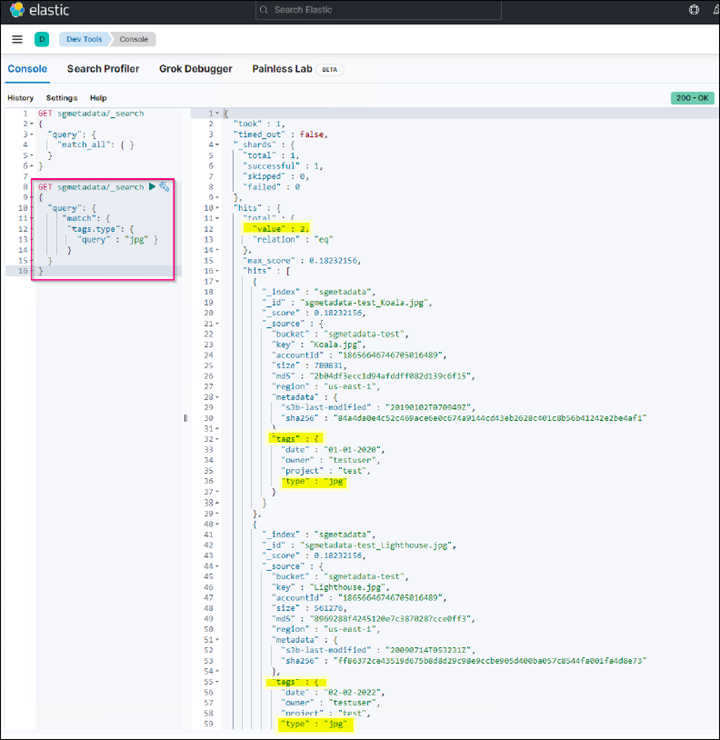 elastic
Search Elastic
D
Dev Tools
Console
Console
Search Profiler
Grok Debugger
Painless Lab
BETA
History
Settings
Help
200 - OK
1 GET sgmetadata/_search
2 {
3 "query": {
4 "match_all": { }
5 }
6 }
7
8 GET sgmetadata/_search
9 {
10 "query": {
11 "match": {
12 "tags.type": {
13 "query" : "jpg" }
14 }
15 }
16 }
1 {
2 "took" : 1,
3 "timed_out" : false,
4 "_shards" : {
5 "total" : 1,
6 "successful" : 1,
7 "skipped" : 0,
8 "failed" : 0
9 },
10 "hits" : {
11 "total" : {
12 "value" : 2,
13 "relation" : "eq"
14 },
15 "max_score" : 0.18232156,
16 "hits" : [
17 {
18 "_index" : "sgmetadata",
19 "_id" : "sgmetadata-test_Koala.jpg",
20 "_score" : 0.18232156,
21 "_source" : {
22 "bucket" : "sgmetadata-test",
23 "key" : "Koala.jpg",
24 "accountId" : "18656646746705016489",
25 "size" : 780831,
26 "md5" : "2b04df3ecc1d94afddff082d139c6f15",
27 "region" : "us-east-1",
28 "metadata" : {
29 "s3b-last-modified" : "20190102T070949Z",
30 "sha256" : "84a4da0e4c52c469ace6e0c674a9144cd43eb2628c401c8b56b41242e2be4af1"
31 },
32 "tags" : {
33 "date" : "01-01-2020",
34 "owner" : "testuser",
35 "project" : "test",
36 "type" : "jpg"
37 }
38 }
39 },
40 {
41 "_index" : "sgmetadata",
42 "_id" : "sgmetadata-test_Lighthouse.jpg",
43 "_score" : 0.18232156,
44 "_source" : {
45 "bucket" : "sgmetadata-test",
46 "key" : "Lighthouse.jpg",
47 "accountId" : "18656646746705016489",
48 "size" : 561276,
49 "md5" : "8969288f4245120e7c3870287cce0ff3",
50 "region" : "us-east-1",
51 "metadata" : {
52 "s3b-last-modified" : "20090714T053231Z",
53 "sha256" : "ff86372ce43519d675b8d8d29c98e9ccbe905d400ba057c8544fa001fa4d8e73"
54 },
55 "tags" : {
56 "date" : "02-02-2022",
57 "owner" : "testuser",
58 "project" : "test",
59 "type" : "jpg"